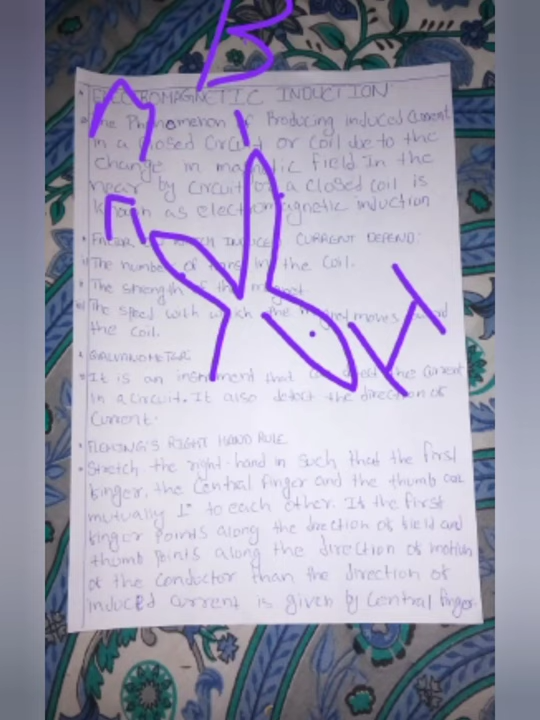 B
ELECTROMAGNETIC INDUCTION
The Phenomenon of Producing induced Current
in a closed Circuit or coil due to the
change in magnetic field In the
near by Circuit or a closed coil is
known as electromagnetic induction
INDUCED CURRENT DEPEND:
The number of turns in the coil.
The strength of the magnet
The speed with which the magnet moves
the coil.
H
GALVANOMETER
It is an instrument that can detect the Current
in a circuit. It also detect the direction of
Current.
FLEMING'S RIGHT HAND RULE
Stretch the right-hand in such that the first
finger, the Central finger and the thumb
mutually 1° to each other. If the first
finger Points along the direction of field and
thumb Points along the direction of motion
of the conductor than the direction of
induced current is given by Central finger